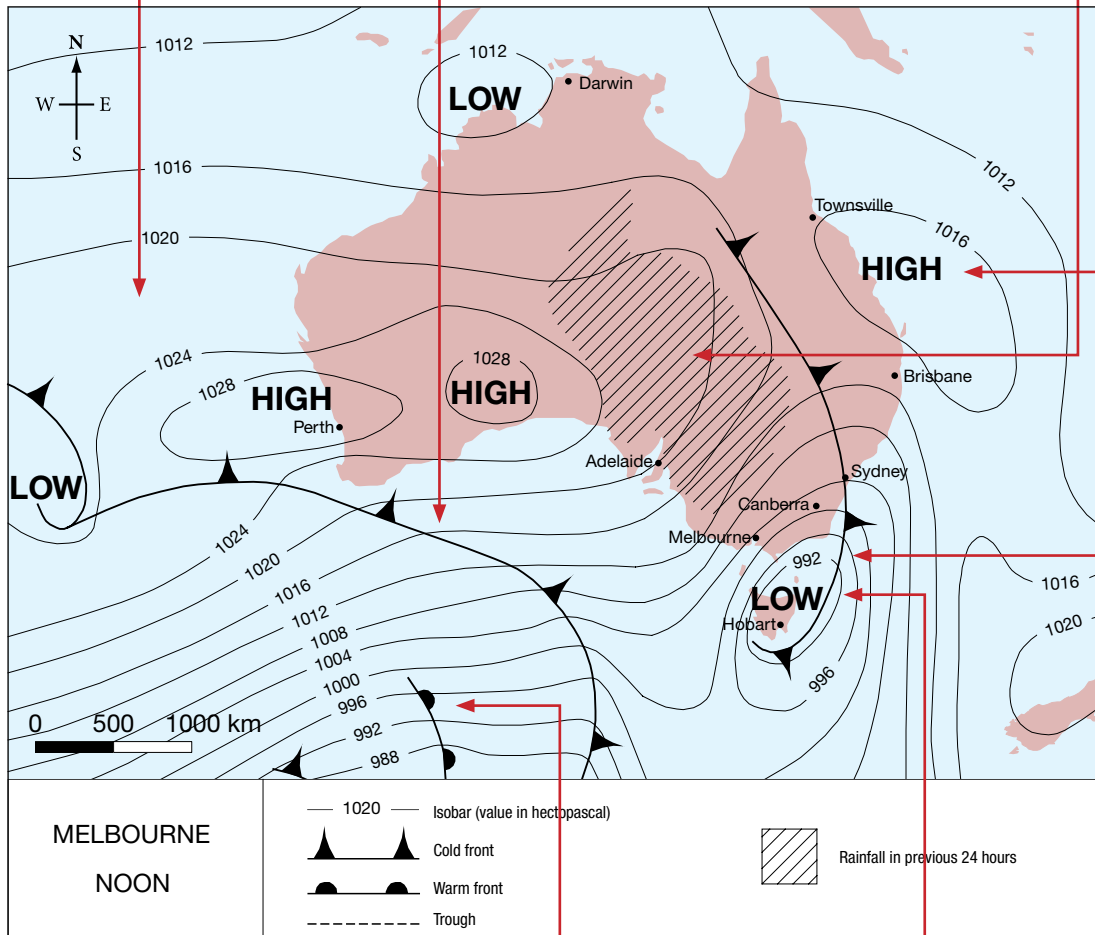 1012
N
W E
S
1012
LOW
Darwin
1016
1012
Townsville
1020
1016
HIGH
1024
1028
HIGH
Perth
1028
HIGH
Brisbane
LOW
Adelaide
Sydney
Canberra
Melbourne
1024
1020
1016
1012
1008
1004
1000
996
992
988
992
LOW
Hobart
996
1016
1020
0 500 1000 km
MELBOURNE
NOON
1020 Isobar (value in hectopascal)
Cold front
Warm front
Trough
Rainfall in previous 24 hours